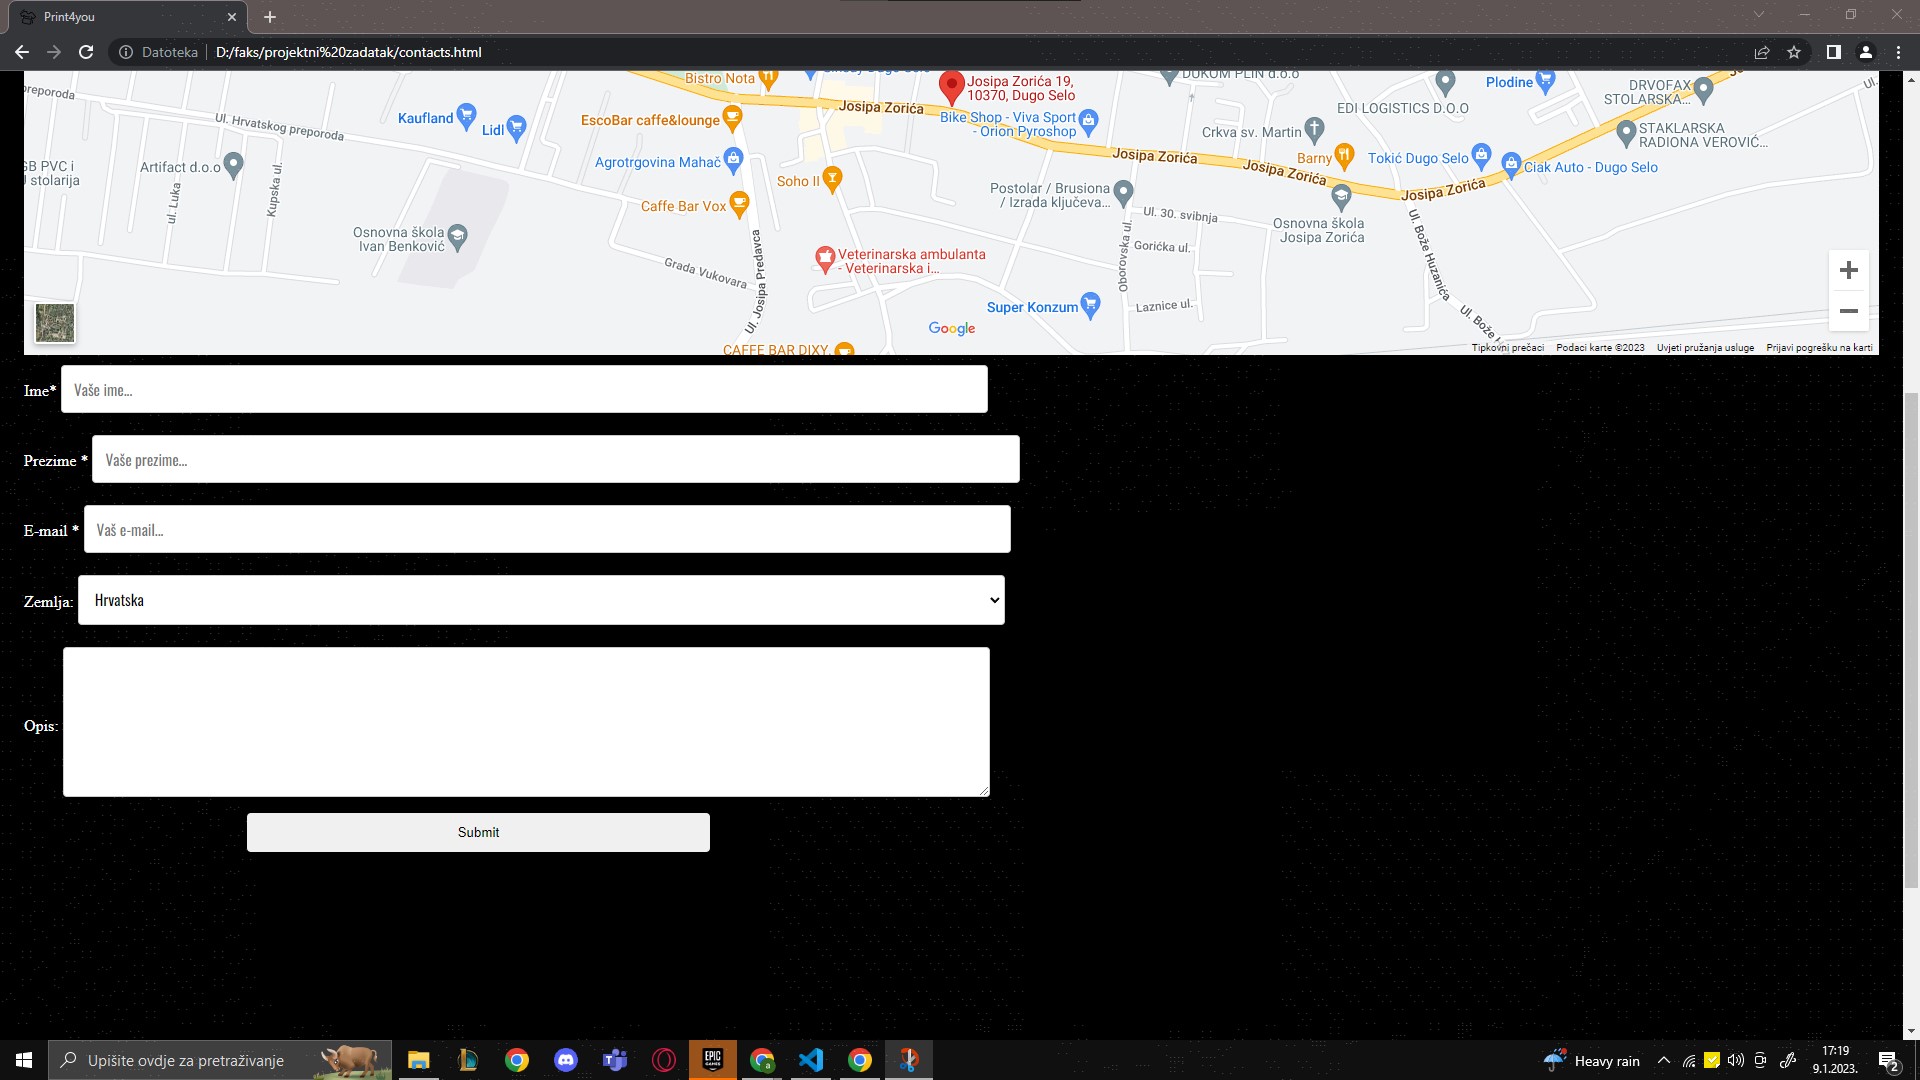 Print4you
Datoteka
D:/faks/projektni%20zadatak/contacts.html
preporoda
Bistro Nota
Josipa Zorića 19,
10370, Dugo Selo
DUKOM PLIN d.o.o
Plodine
DRVOFAX
STOLARSKA...
Ul.
Kaufland
Lidl
Ul. Hrvatskog preporoda
EscoBar caffe&lounge
Josipa Zorića
Bike Shop - Viva Sport
- Orion Pyroshop
EDI LOGISTICS D.O.O
Crkva sv. Martin
STAKLARSKA
RADIONA VEROVIĆ...
GB PVC i
stolarija
Artifact d.o.o
Agrotrgovina Mahač
Soho II
Josipa Zorića
Josipa Zorića
Barny
Tokić Dugo Selo
Ciak Auto - Dugo Selo
Josipa Zorića
ul. Luka
Kupska ul.
Caffe Bar Vox
Postolar / Brusiona
/ Izrada ključeva...
Ul. 30. svibnja
Osnovna škola
Josipa Zorića
Osnovna škola
Ivan Benković
Goricka ul.
Oborovska ul.
Ul. Bože Huzanića
Grada Vukovara
Ul. Josipa Predavca
Veterinarska ambulanta
- Veterinarska i...
Super Konzum
Laznice ul.
Ul. Bože H
Google
CAFFE BAR DIXY.
Tipkovni prečaci
Podaci karte ©2023
Uvjeti pružanja usluge
Prijavi pogrešku na karti
Ime*
Vaše ime...
Prezime *
Vaše prezime...
E-mail *
Vaš e-mail...
Zemlja:
Hrvatska
Opis:
Submit
Upišite ovdje za pretraživanje
EPIC
GAMES
Heavy rain
17:19
9.1.2023.
2